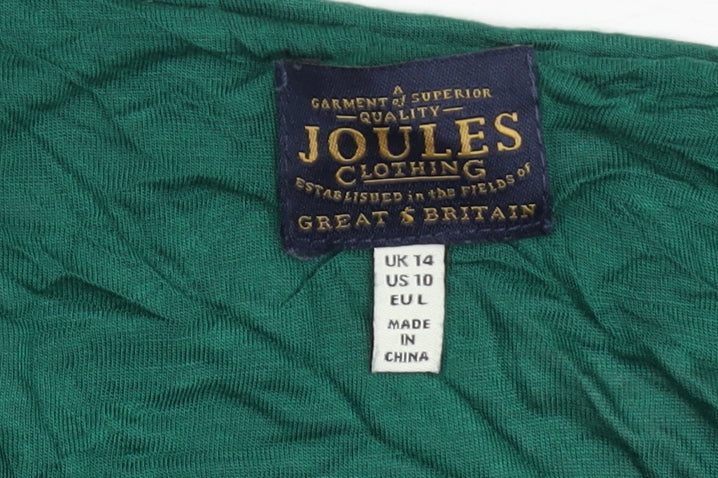 A
GARMENT of SUPERIOR
QUALITY
JOULES
CLOTHING
ESTABLISHED in the FIELDS of
GREAT BRITAIN
UK 14
US 10
EU L
MADE
IN
CHINA